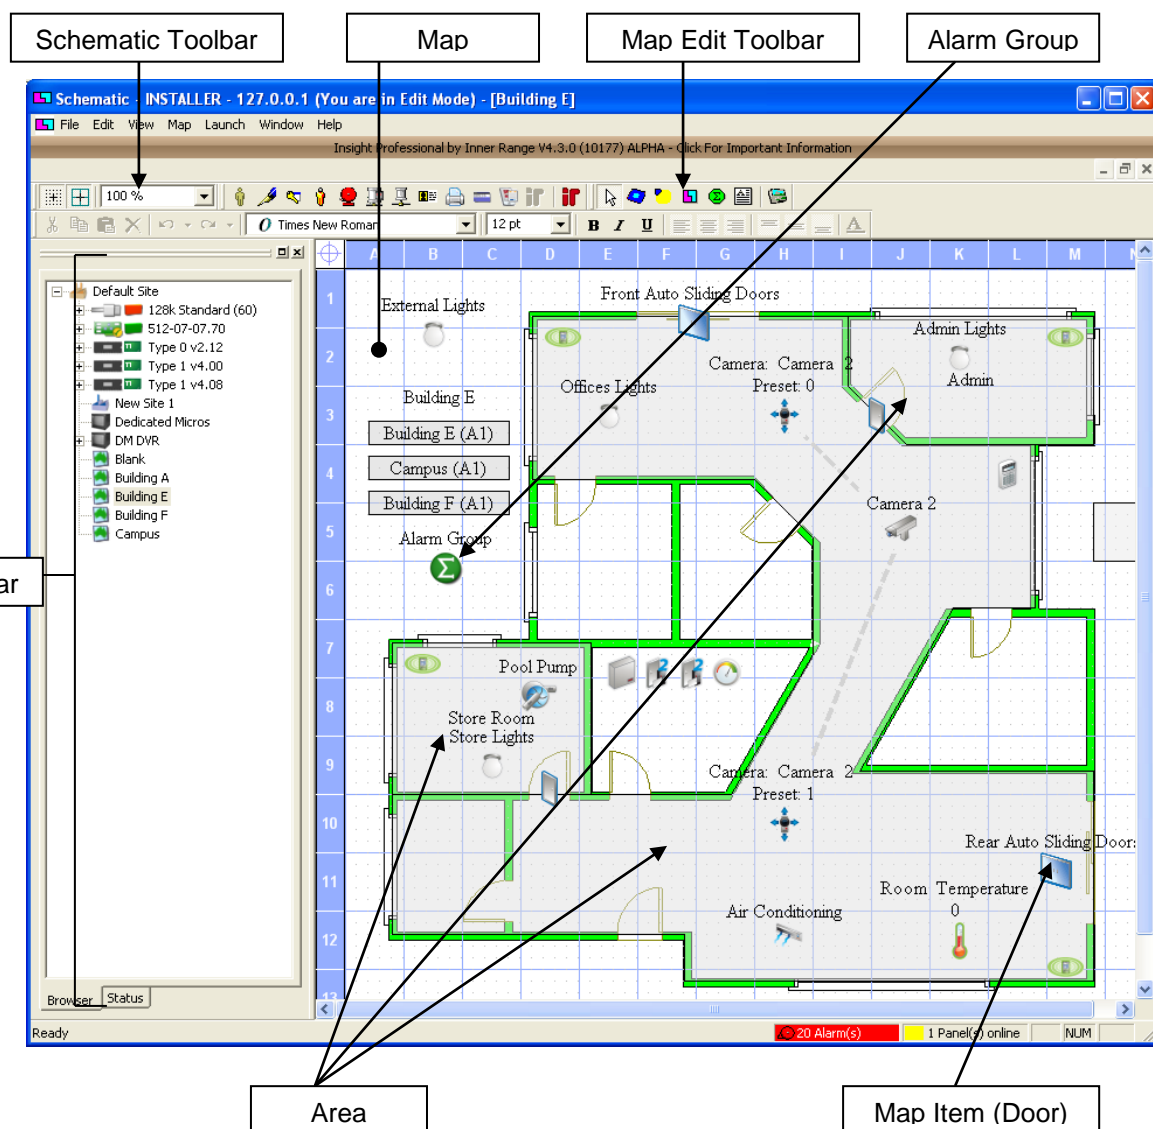 Schematic Toolbar
Map
Map Edit Toolbar
Alarm Group
Schematic - INSTALLER - 127.0.0.1 (You are in Edit Mode) - [Building E]
File Edit View Map Launch Window Help
Insight Professional by Inner Range V4.3.0 (10177) ALPHA - Click For Important Information
100 %
Times New Roman 12 pt B I U
A B C D E F G H I J K L M N
Default Site
128k Standard (60)
512-07-07.70
Type 0 v2.12
Type 1 v4.00
Type 1 v4.08
New Site 1
Dedicated Micros
DM DVR
Blank
Building A
Building E
Building F
Campus
ar
Browser Status
1
2
3
4
5
6
7
8
9
10
11
12
13
External Lights
Front Auto Sliding Doors
Admin Lights
Admin
Camera: Camera 2
Preset: 0
Offices Lights
Building E
Building E (A1)
Campus (A1)
Building F (A1)
Alarm Group
Camera 2
Pool Pump
2 2
Store Room
Store Lights
Camera: Camera 2
Preset: 1
Rear Auto Sliding Doors
Room Temperature
0
Air Conditioning
Ready
20 Alarm(s)
1 Panel(s) online
NUM
Area
Map Item (Door)